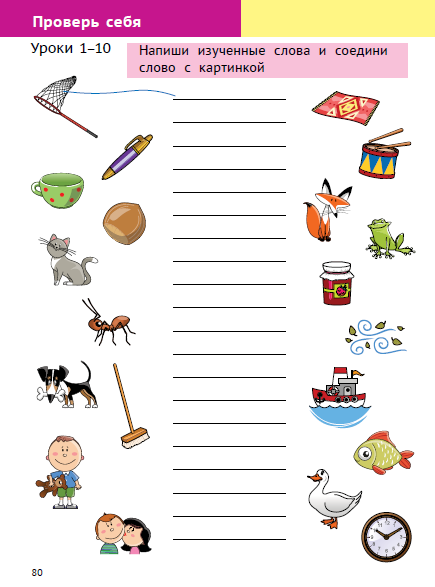 Проверь себя
Уроки 1–10
Напиши изученные слова и соедини
слово с картинкой
80